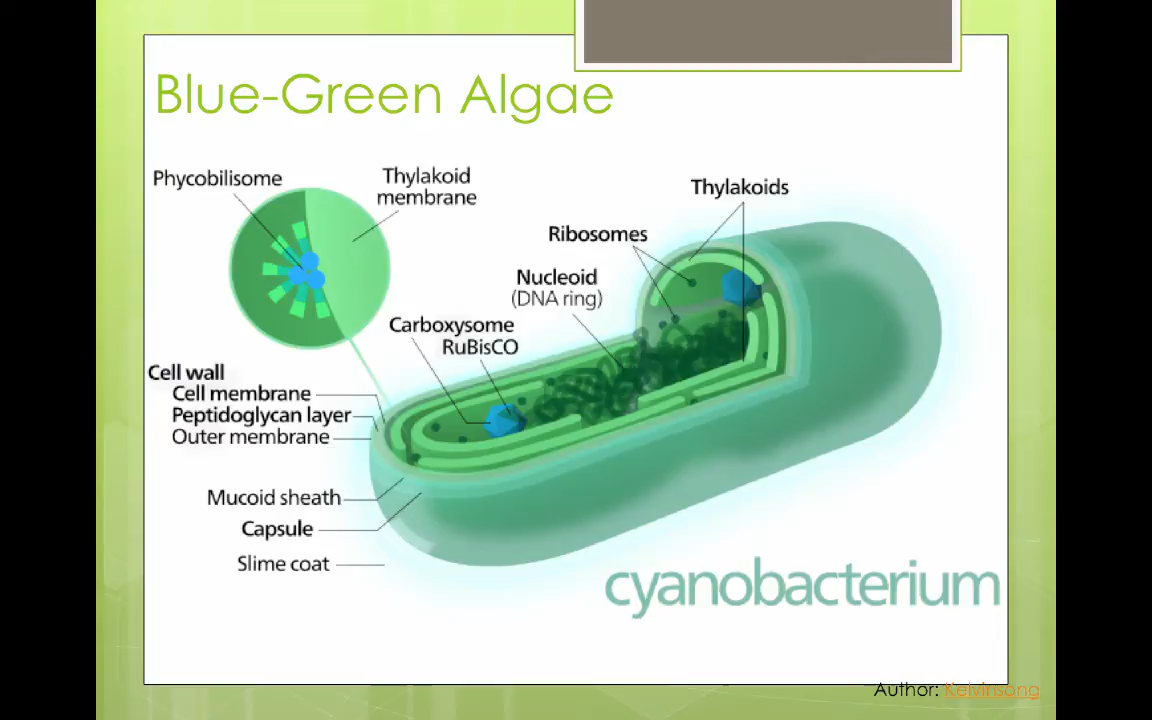 Blue-Green Algae
Phycobilisome
Thylakoid
membrane
Thylakoids
Ribosomes
Nucleoid
(DNA ring)
Carboxysome
RuBisCO
Cell wall
Cell membrane
Peptidoglycan layer
Outer membrane
Mucoid sheath
Capsule
Slime coat
cyanobacterium
Author: Kelvinsong